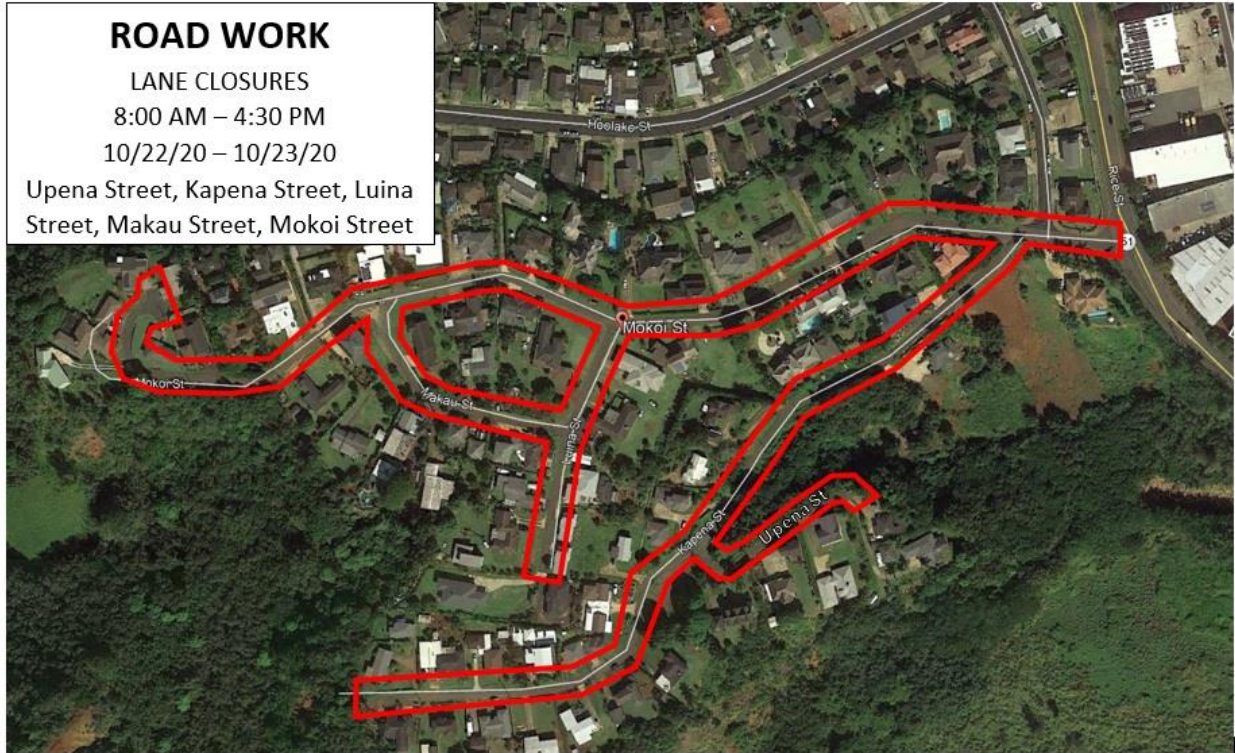 ROAD WORK
LANE CLOSURES
8:00 AM – 4:30 PM
10/22/20 – 10/23/20
Upena Street, Kapena Street, Luina
Street, Makau Street, Mokoi Street
Hoolako St
Rice St
51
Mokoi St
Mokoi St
Makau St
Luina St
Upena St
Kapena St